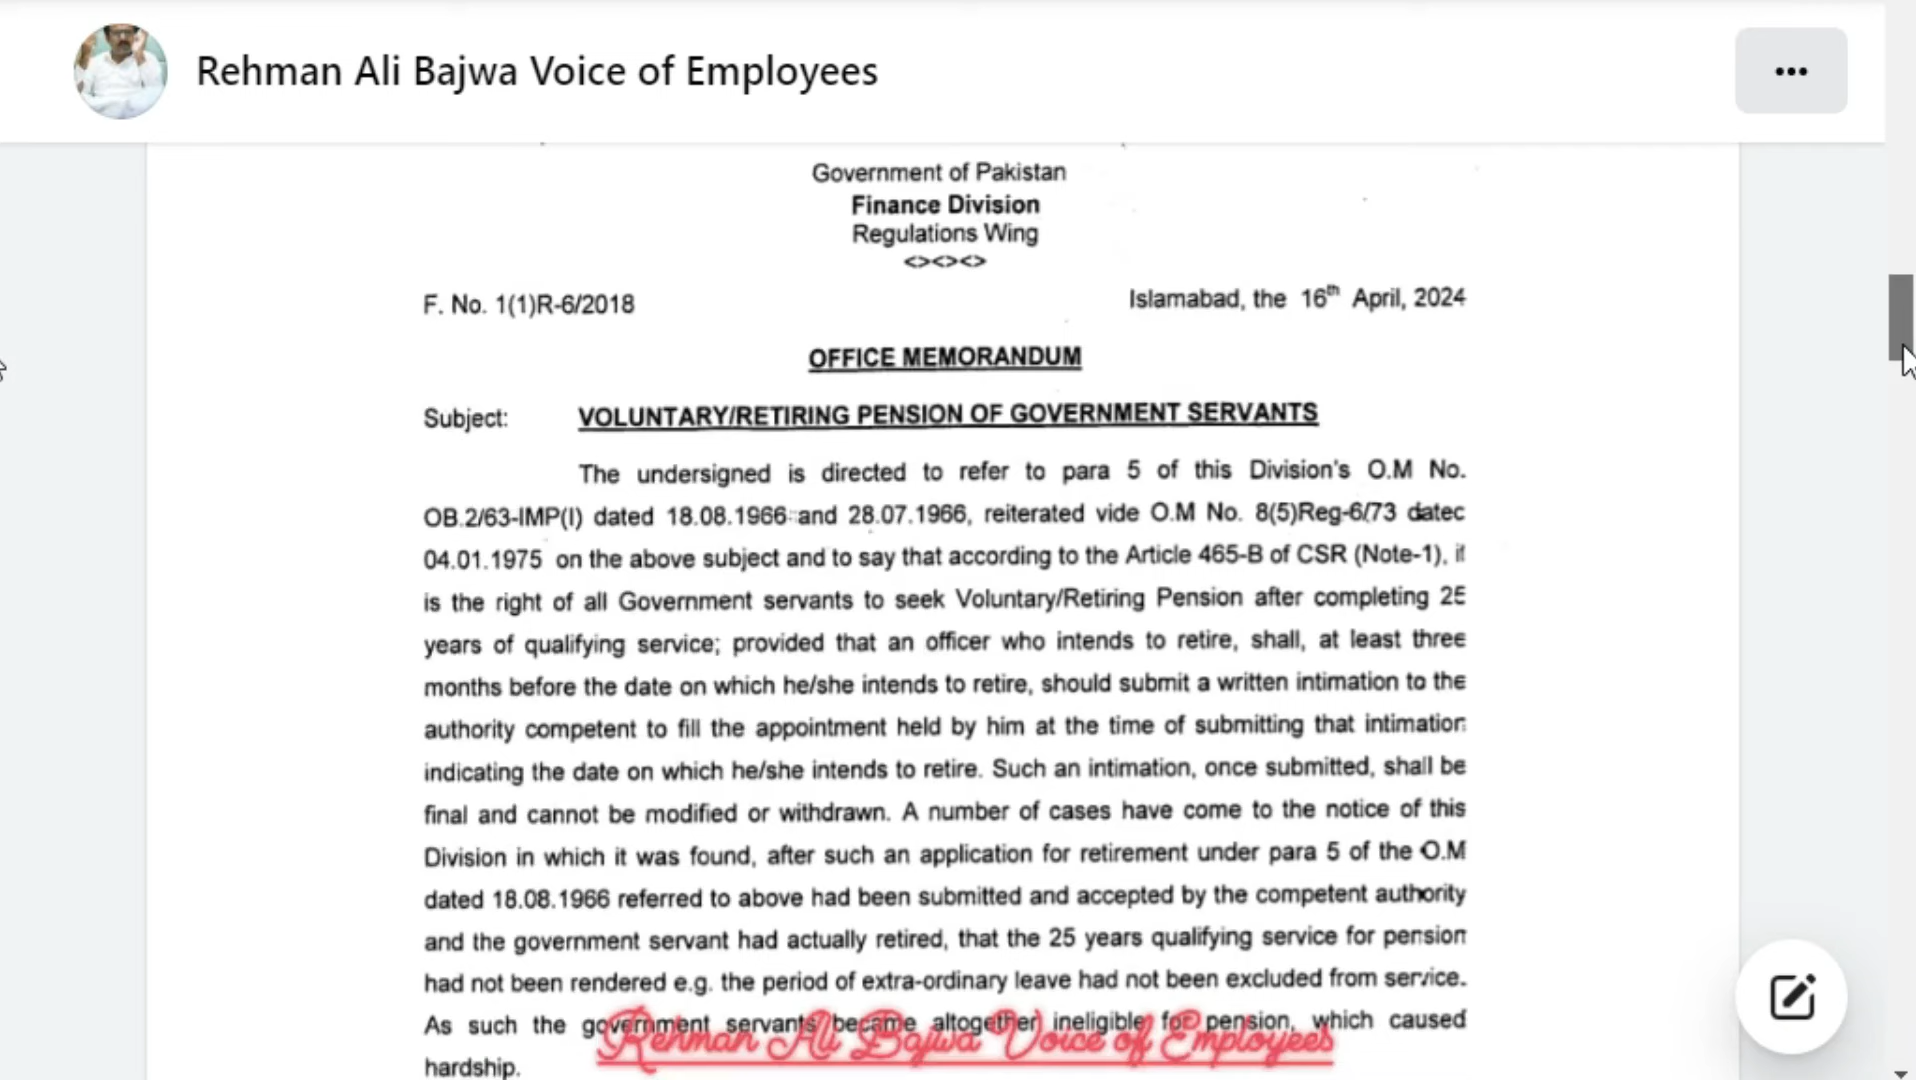 Rehman Ali Bajwa Voice of Employees
Government of Pakistan
Finance Division
Regulations Wing
<><><>
F. No. 1(1)R-6/2018
Islamabad, the 16th April, 2024
OFFICE MEMORANDUM
Subject: VOLUNTARY/RETIRING PENSION OF GOVERNMENT SERVANTS
The undersigned is directed to refer to para 5 of this Division's O.M No.
OB.2/63-IMP(I) dated 18.08.1966 and 28.07.1966, reiterated vide O.M No. 8(5)Reg-6/73 datec
04.01.1975 on the above subject and to say that according to the Article 465-B of CSR (Note-1), it
is the right of all Government servants to seek Voluntary/Retiring Pension after completing 25
years of qualifying service; provided that an officer who intends to retire, shall, at least three
months before the date on which he/she intends to retire, should submit a written intimation to the
authority competent to fill the appointment held by him at the time of submitting that intimation
indicating the date on which he/she intends to retire. Such an intimation, once submitted, shall be
final and cannot be modified or withdrawn. A number of cases have come to the notice of this
Division in which it was found, after such an application for retirement under para 5 of the O.M
dated 18.08.1966 referred to above had been submitted and accepted by the competent authority
and the government servant had actually retired, that the 25 years qualifying service for pension
had not been rendered e.g. the period of extra-ordinary leave had not been excluded from service.
As such the government servants became altogether ineligible for pension, which caused
hardship.
Rehman Ali Bajwa Voice of Employees